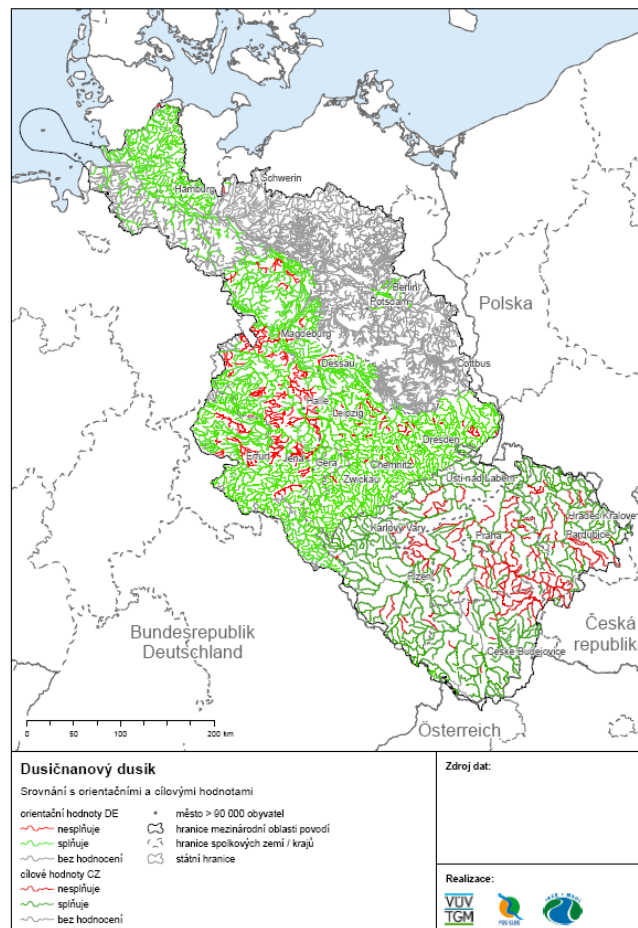 Schwerin
Hamburg
Berlin
Potsdam
Polska
Magdeburg
Dessau
Cottbus
Halle
Leipzig
Dresden
Erfurt
Jena
Gera
Chemnitz
Zwickau
Ústí nad Labem
Hradec Králové
Karlovy Vary
Praha
Pardubice
Plzeň
Bundesrepublik
Deutschland
Česká
republika
České Budějovice
Österreich
0 50 100 200 km
Dusičnanový dusík
Srovnání s orientačními a cílovými hodnotami
orientační hodnoty DE
nesplňuje
splňuje
bez hodnocení
cílové hodnoty CZ
nesplňuje
splňuje
bez hodnocení
město > 90 000 obyvatel
hranice mezinárodní oblasti povodí
hranice spolkových zemí / krajů
státní hranice
Zdroj dat:
Realizace:
VÚV
TGM